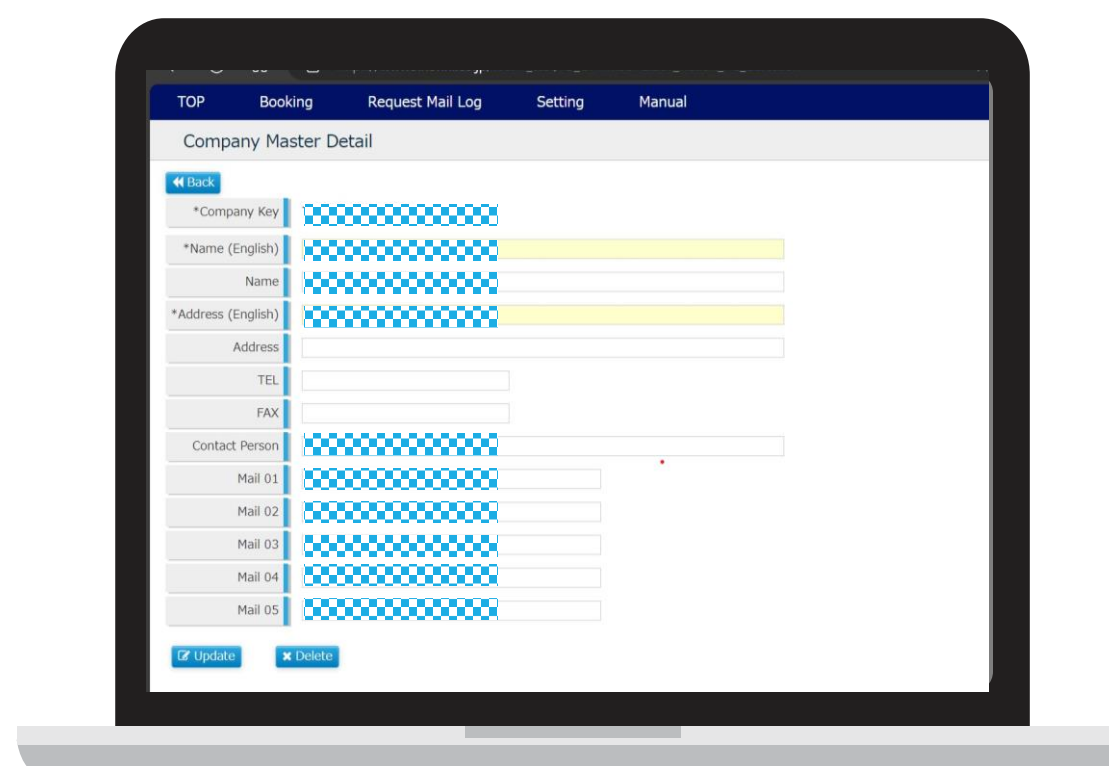 TOP Booking Request Mail Log Setting Manual
Company Master Detail
Back
*Company Key
*Name (English)
Name
*Address (English)
Address
TEL
FAX
Contact Person
*
Mail 01
Mail 02
Mail 03
Mail 04
Mail 05
Update Delete